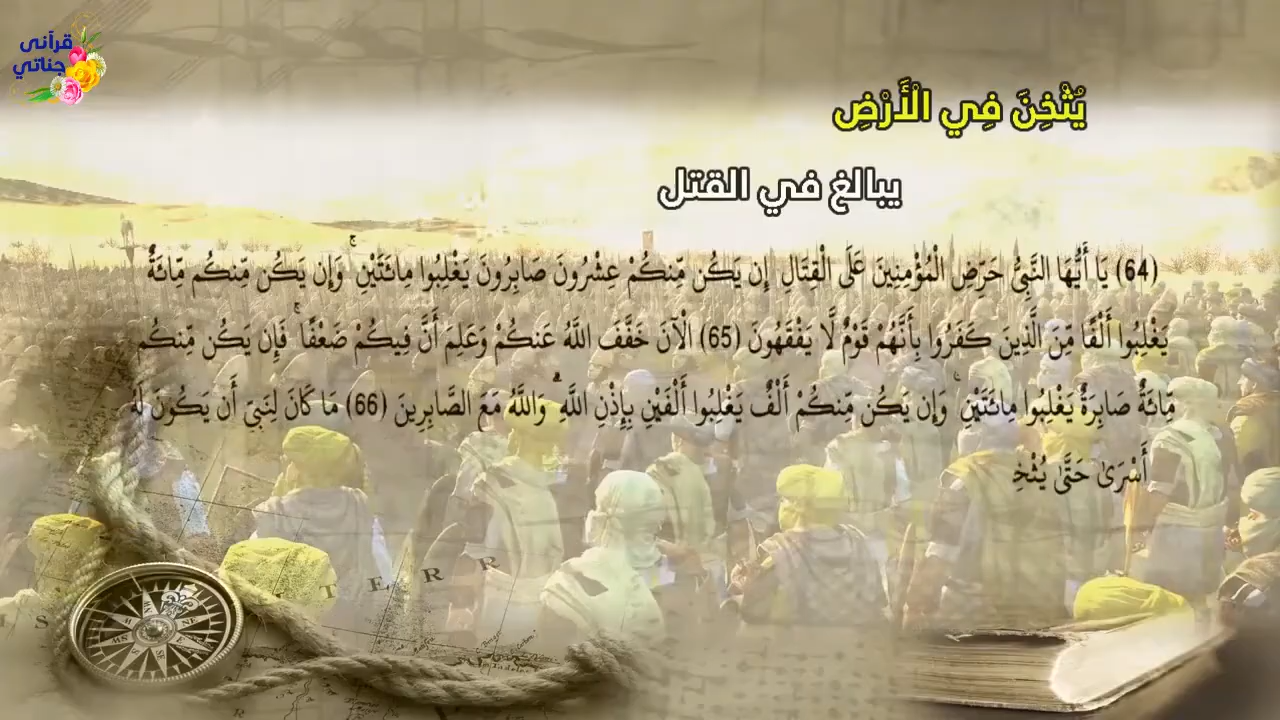 قرآنى
جناتي
يُثْخِنَ فِي الْأَرْضِ
يبالغ في القتل
(64) يَا أَيُّهَا النَّبِيُّ حَرِّضِ الْمُؤْمِنِينَ عَلَى الْقِتَالِ إِن يَكُن مِّنكُمْ عِشْرُونَ صَابِرُونَ يَغْلِبُوا مِائَتَيْنِ ۚ وَإِن يَكُن مِّنكُم مِّائَةٌ
يَغْلِبُوا أَلْفًا مِّنَ الَّذِينَ كَفَرُوا بِأَنَّهُمْ قَوْمٌ لَّا يَفْقَهُونَ (65) الْآنَ خَفَّفَ اللَّهُ عَنكُمْ وَعَلِمَ أَنَّ فِيكُمْ ضَعْفًا ۚ فَإِن يَكُن مِّنكُم
مِّائَةٌ صَابِرَةٌ يَغْلِبُوا مِائَتَيْنِ ۚ وَإِن يَكُن مِّنكُمْ أَلْفٌ يَغْلِبُوا أَلْفَيْنِ بِإِذْنِ اللَّهِ ۗ وَاللَّهُ مَعَ الصَّابِرِينَ (66) مَا كَانَ لِنَبِيٍّ أَن يَكُونَ لَهُ
أَسْرَىٰ حَتَّىٰ يُثْخِ
T E R R